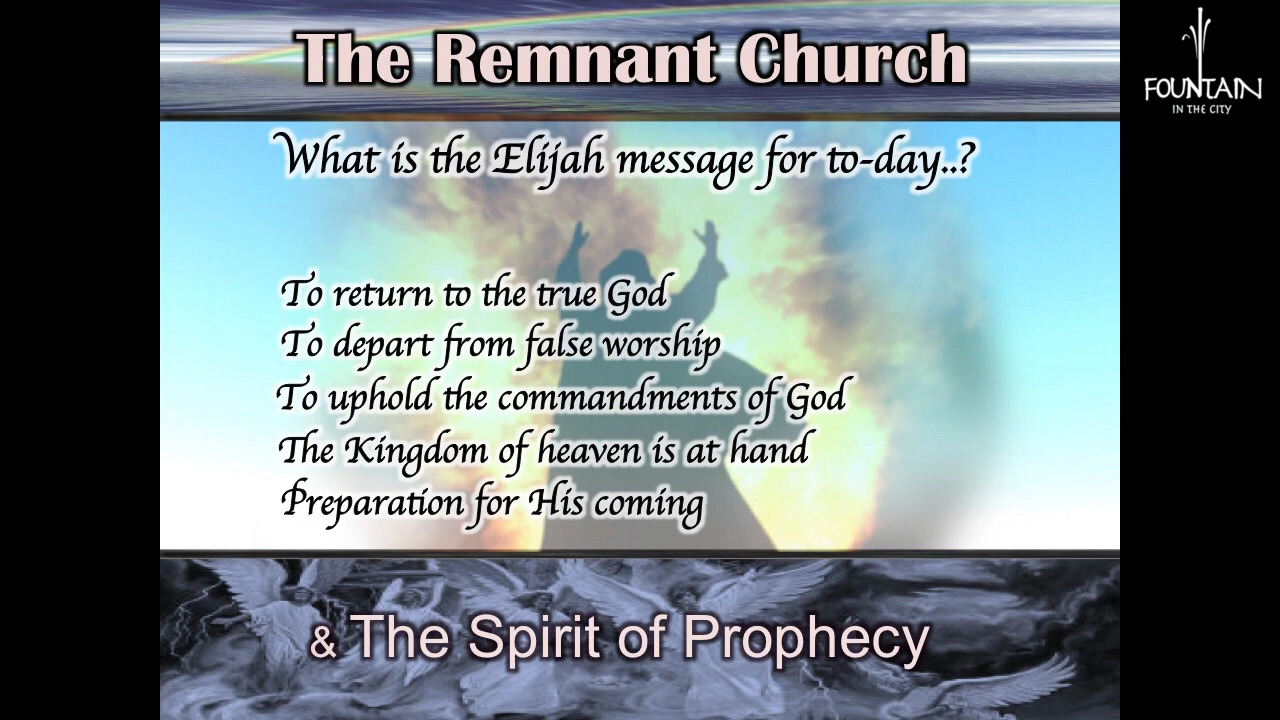 The Remnant Church
FOUNTAIN
IN THE CITY
What is the Elijah message for to-day..?
To return to the true God
To depart from false worship
To uphold the commandments of God
The Kingdom of heaven is at hand
Preparation for His coming
& The Spirit of Prophecy